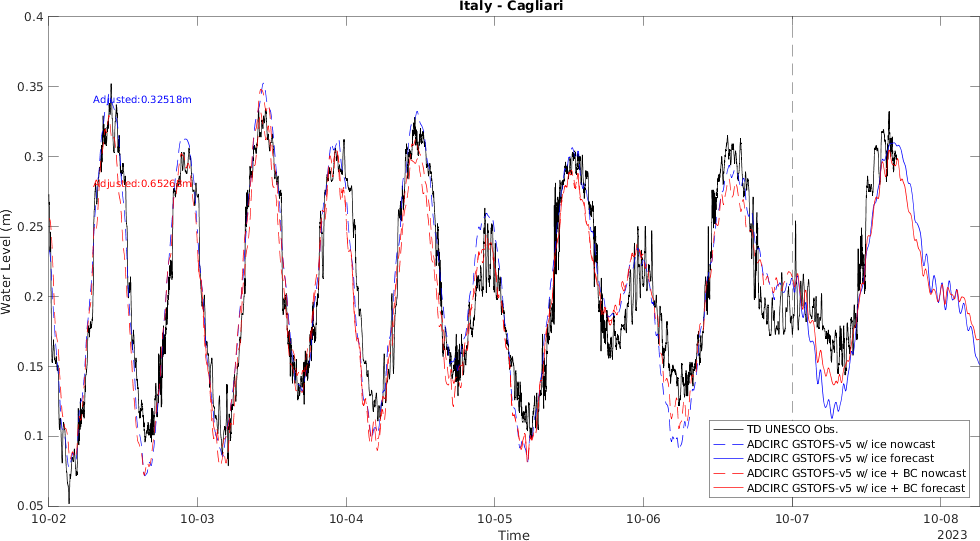 Italy - Cagliari
0.4
0.35
0.3
0.25
0.2
0.15
0.1
0.05
Water Level (m)
Adjusted:0.32518m
TD UNESCO Obs.
ADCIRC GSTOFS-v5 w/ ice nowcast
ADCIRC GSTOFS-v5 w/ ice forecast
ADCIRC GSTOFS-v5 w/ ice + BC nowcast
ADCIRC GSTOFS-v5 w/ ice + BC forecast
10-02
10-03
10-04
10-05
10-06
10-07
10-08
Time
2023